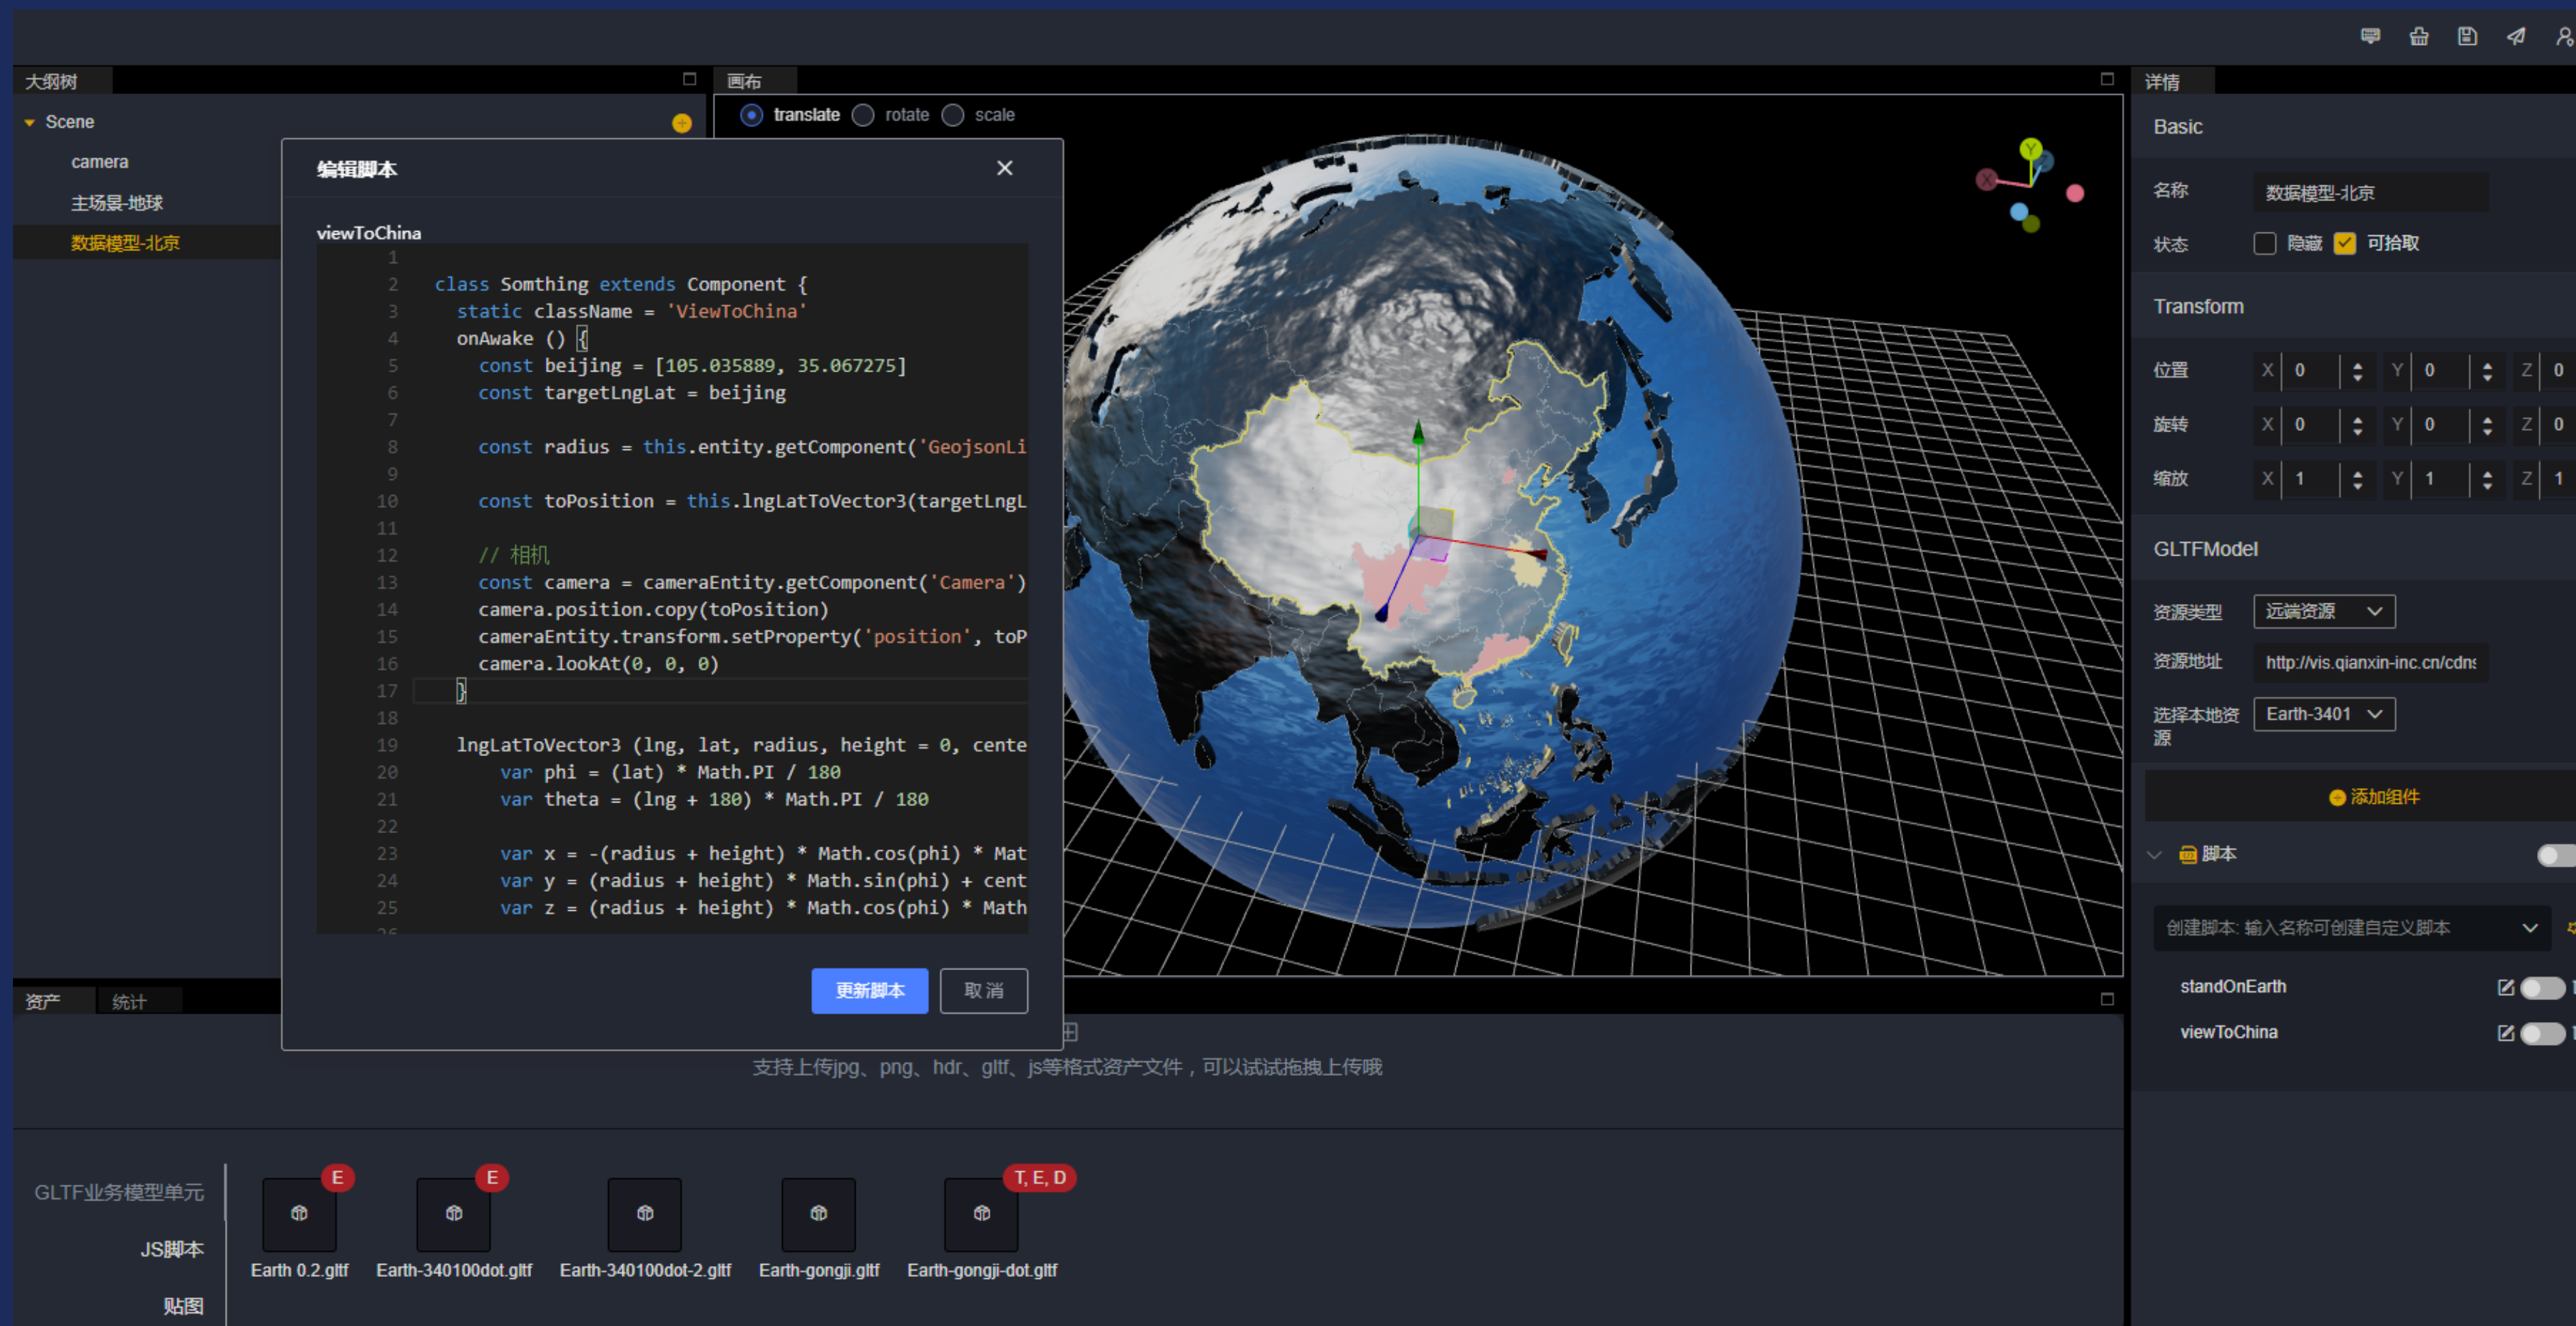 大纲树
Scene
camera
主场景-地球
数据模型-北京
画布
translate rotate scale
Y
X
编辑脚本
viewToChina
1
2 class Somthing extends Component {
3 static className = 'ViewToChina'
4 onAwake () {
5 const beijing = [105.035889, 35.067275]
6 const targetLngLat = beijing
7
8 const radius = this.entity.getComponent('GeojsonLi
9
10 const toPosition = this.lngLatToVector3(targetLngL
11
12 // 相机
13 const camera = cameraEntity.getComponent('Camera')
14 camera.position.copy(toPosition)
15 cameraEntity.transform.setProperty('position', toP
16 camera.lookAt(0, 0, 0)
17 }
18
19 lngLatToVector3 (lng, lat, radius, height = 0, cente
20 var phi = (lat) * Math.PI / 180
21 var theta = (lng + 180) * Math.PI / 180
22
23 var x = -(radius + height) * Math.cos(phi) * Mat
24 var y = (radius + height) * Math.sin(phi) + cent
25 var z = (radius + height) * Math.cos(phi) * Math
26
更新脚本 取消
详情
Basic
名称 数据模型-北京
状态 隐藏 可拾取
Transform
位置 X 0 Y 0 Z 0
旋转 X 0 Y 0 Z 0
缩放 X 1 Y 1 Z 1
GLTFModel
资源类型 远端资源
资源地址 http://vis.qianxin-inc.cn/cdns
选择本地资源 Earth-3401
添加组件
脚本
创建脚本: 输入名称可创建自定义脚本
standOnEarth
viewToChina
资产 统计
支持上传jpg、png、hdr、gltf、js等格式资产文件，可以试试拖拽上传哦
GLTF业务模型单元
JS脚本
贴图
E E T, E, D
Earth 0.2.gltf Earth-340100dot.gltf Earth-340100dot-2.gltf Earth-gongji.gltf Earth-gongji-dot.gltf